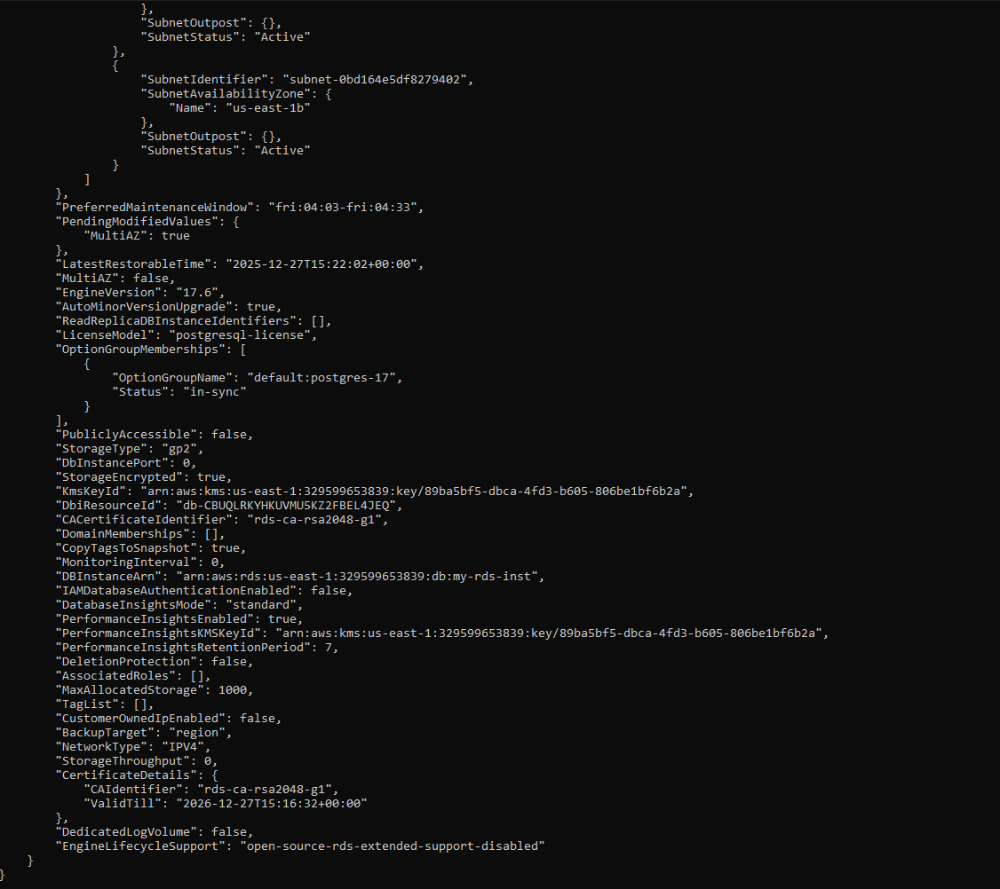 },
"SubnetOutpost": {},
"SubnetStatus": "Active"
},
{
"SubnetIdentifier": "subnet-0bd164e5df8279402",
"SubnetAvailabilityZone": {
"Name": "us-east-1b"
},
"SubnetOutpost": {},
"SubnetStatus": "Active"
}
]
},
"PreferredMaintenanceWindow": "fri:04:03-fri:04:33",
"PendingModifiedValues": {
"MultiAZ": true
},
"LatestRestorableTime": "2025-12-27T15:22:02+00:00",
"MultiAZ": false,
"EngineVersion": "17.6",
"AutoMinorVersionUpgrade": true,
"ReadReplicaDBInstanceIdentifiers": [],
"LicenseModel": "postgresql-license",
"OptionGroupMemberships": [
{
"OptionGroupName": "default:postgres-17",
"Status": "in-sync"
}
],
"PubliclyAccessible": false,
"StorageType": "gp2",
"DbInstancePort": 0,
"StorageEncrypted": true,
"KmsKeyId": "arn:aws:kms:us-east-1:329599653839:key/89ba5bf5-dbca-4fd3-b605-806be1bf6b2a",
"DbiResourceId": "db-CBUQLRKYHKUVMU5KZ2FBEL4JEQ",
"CACertificateIdentifier": "rds-ca-rsa2048-g1",
"DomainMemberships": [],
"CopyTagsToSnapshot": true,
"MonitoringInterval": 0,
"DBInstanceArn": "arn:aws:rds:us-east-1:329599653839:db:my-rds-inst",
"IAMDatabaseAuthenticationEnabled": false,
"DatabaseInsightsMode": "standard",
"PerformanceInsightsEnabled": true,
"PerformanceInsightsKMSKeyId": "arn:aws:kms:us-east-1:329599653839:key/89ba5bf5-dbca-4fd3-b605-806be1bf6b2a",
"PerformanceInsightsRetentionPeriod": 7,
"DeletionProtection": false,
"AssociatedRoles": [],
"MaxAllocatedStorage": 1000,
"TagList": [],
"CustomerOwnedIpEnabled": false,
"BackupTarget": "region",
"NetworkType": "IPV4",
"StorageThroughput": 0,
"CertificateDetails": {
"CAIdentifier": "rds-ca-rsa2048-g1",
"ValidTill": "2026-12-27T15:16:32+00:00"
},
"DedicatedLogVolume": false,
"EngineLifecycleSupport": "open-source-rds-extended-support-disabled"
}
}